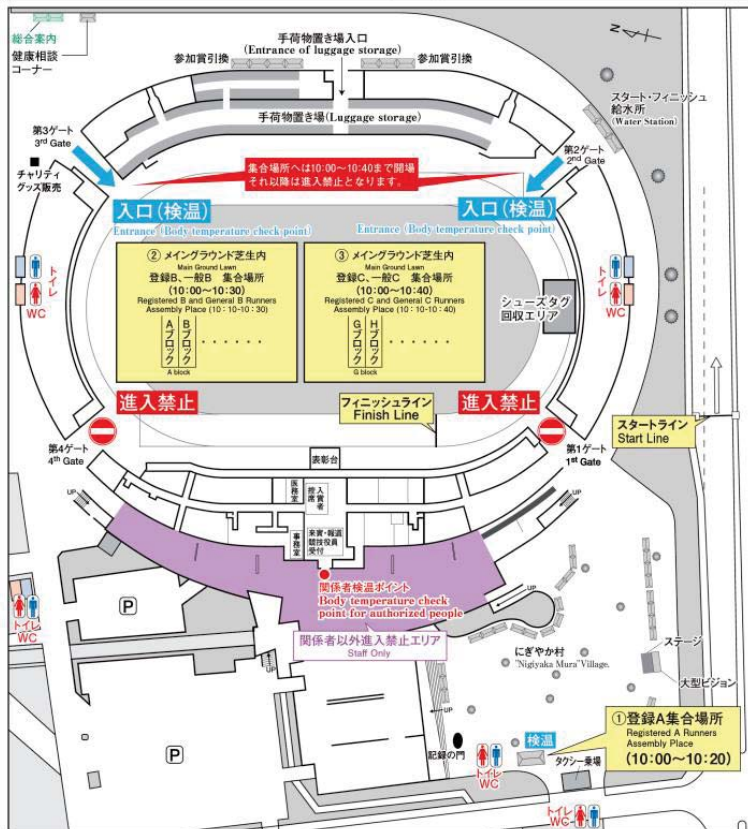 総合案内
健康相談
コーナー
手荷物置き場入口
(Entrance of luggage storage)
参加賞引換
参加賞引換
手荷物置き場(Luggage storage)
N
スタート・フィニッシュ
給水所
(Water Station)
第3ゲート
3rd Gate
第2ゲート
2nd Gate
チャリティ
グッズ販売
集合場所へは10:00〜10:40まで開場
それ以降は進入禁止となります。
入口(検温)
Entrance (Body temperature check point)
入口(検温)
Entrance (Body temperature check point)
② メイングラウンド芝生内
Main Ground Lawn
登録B、一般B 集合場所
(10:00〜10:30)
Registered B and General B Runners
Assembly Place (10:10-10:30)
Aブロック
Bブロック
・・・・・・
A block
③ メイングラウンド芝生内
Main Ground Lawn
登録C、一般C 集合場所
(10:00〜10:40)
Registered C and General C Runners
Assembly Place (10:10-10:40)
Gブロック
Hブロック
・・・・・・
G block
シューズタグ
回収エリア
トイレ
WC
トイレ
WC
進入禁止
進入禁止
フィニッシュライン
Finish Line
スタートライン
Start Line
第4ゲート
4th Gate
第1ゲート
1st Gate
表彰台
UP
UP
医務室
入賞者控席
事務室
来賓・報道
競技役員
受付
関係者検温ポイント
Body temperature check
point for authorized people
関係者以外進入禁止エリア
Staff Only
P
トイレ
WC
UP
UP
にぎやか村
"Nigiyaka Mura"Village.
ステージ
大型ビジョン
P
UP
記録の門
トイレ
WC
検温
①登録A集合場所
Registered A Runners
Assembly Place
(10:00〜10:20)
タクシー乗場
トイレ
WC